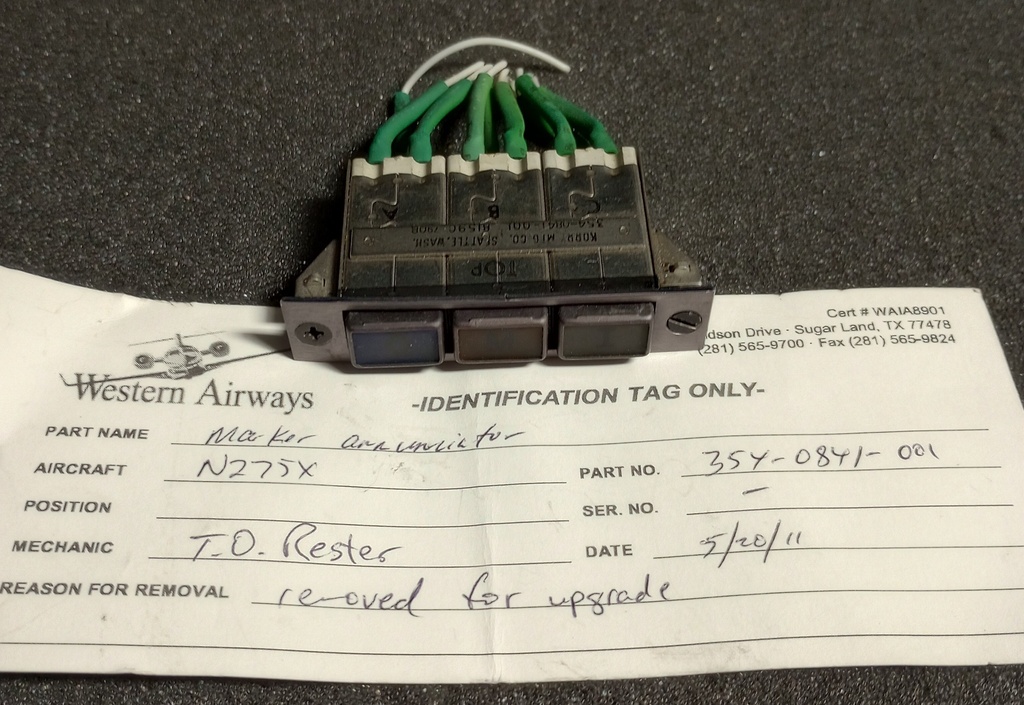 A B C
354-0841-001 81590
KORRY MFG CO. SEATTLE, WASH.
TOP
Cert # WAIA8901
dson Drive · Sugar Land, TX 77478
(281) 565-9700 · Fax (281) 565-9824
Western Airways
-IDENTIFICATION TAG ONLY-
PART NAME Marker annunciator
AIRCRAFT N275X
PART NO. 354-0841-001
POSITION
SER. NO. –
MECHANIC T.O. Rester
DATE 5/20/11
REASON FOR REMOVAL removed for upgrade